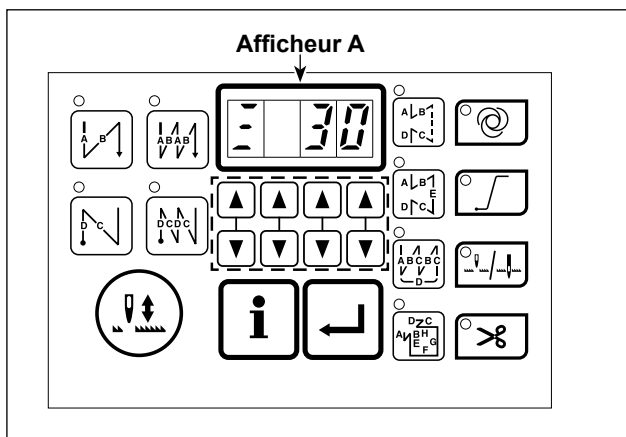 Afficheur A
30
A B
A B A B
A B C D
D C
D C D C
A B C D E
A B C B C
D
i
D Z C
A B H
E G
F